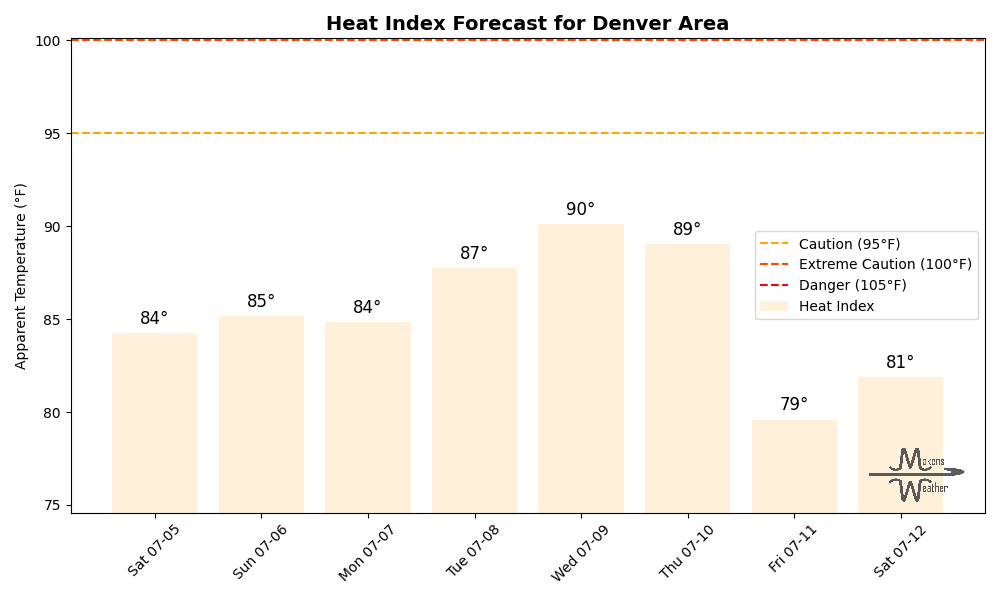 Heat Index Forecast for Denver Area
Apparent Temperature (°F)
100
95
90
85
80
75
84°
85°
84°
87°
90°
89°
79°
81°
Caution (95°F)
Extreme Caution (100°F)
Danger (105°F)
Heat Index
Sat 07-05
Sun 07-06
Mon 07-07
Tue 07-08
Wed 07-09
Thu 07-10
Fri 07-11
Sat 07-12